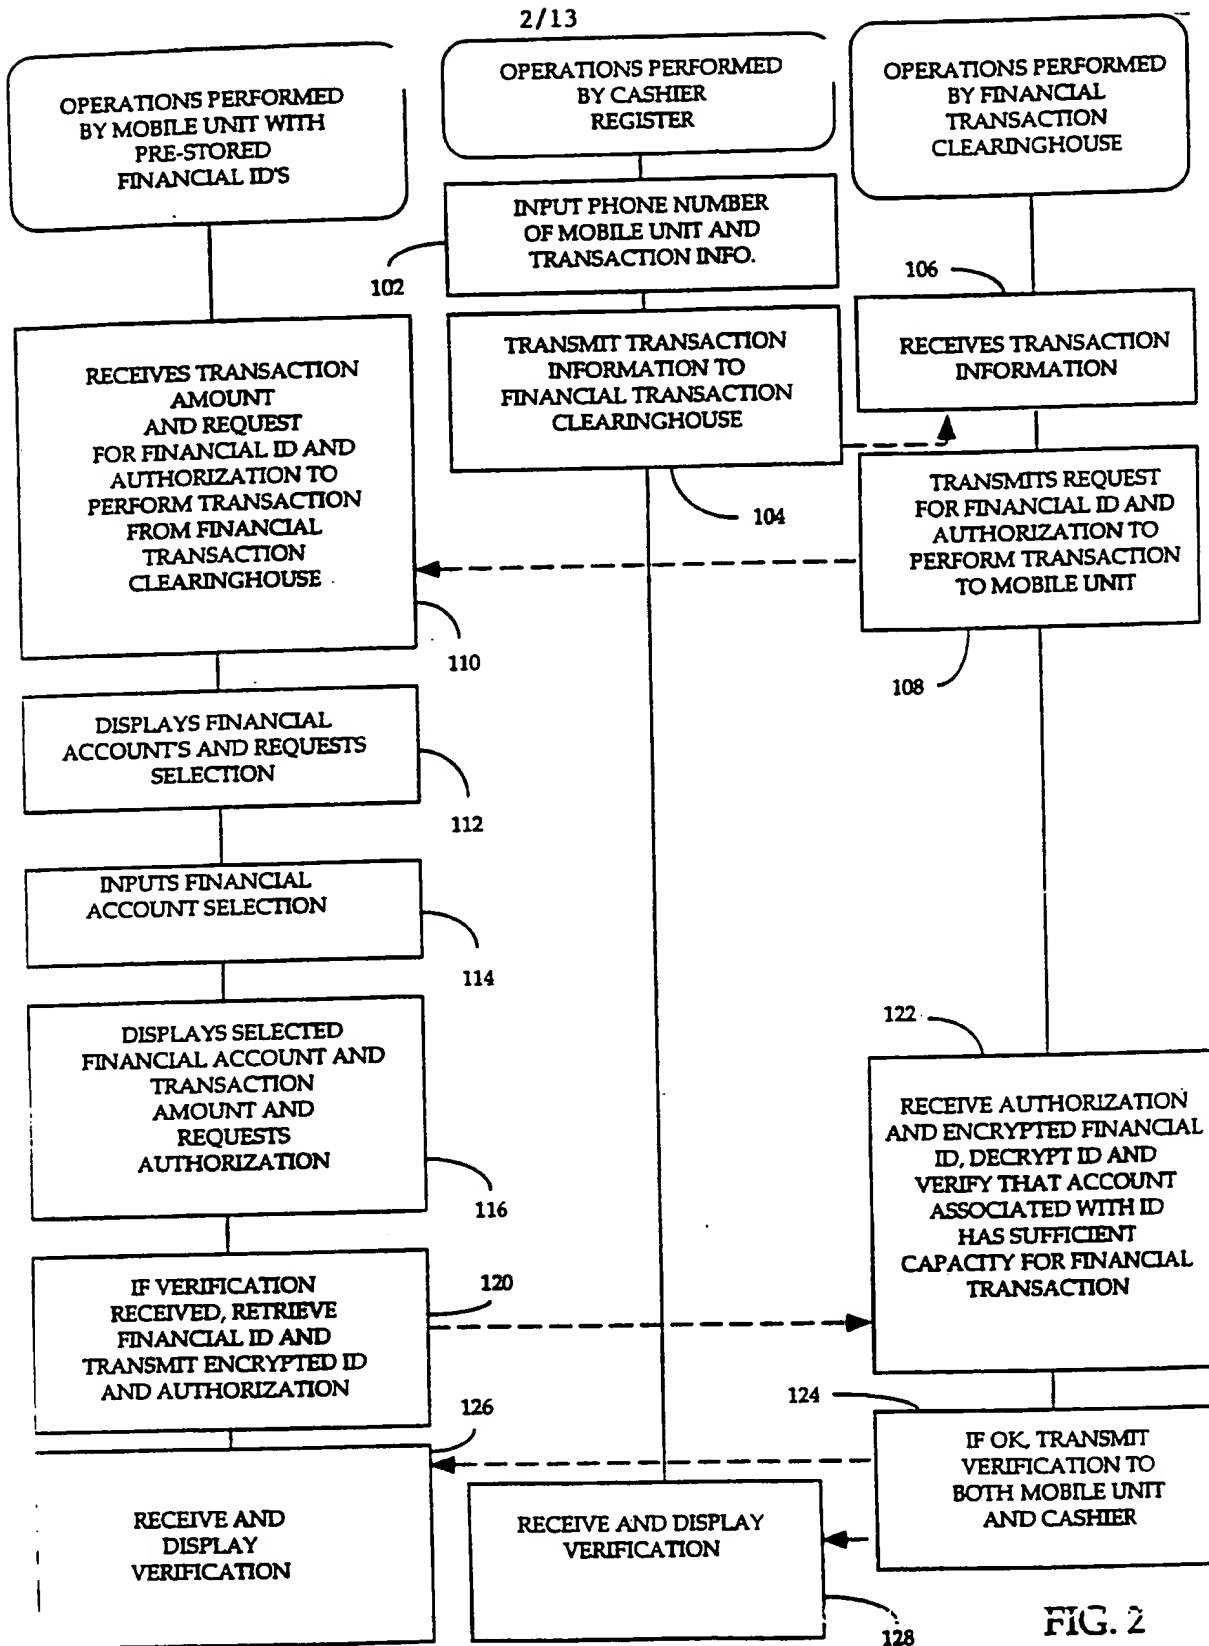 2/13
OPERATIONS PERFORMED
BY MOBILE UNIT WITH
PRE-STORED
FINANCIAL ID'S
OPERATIONS PERFORMED
BY CASHIER
REGISTER
OPERATIONS PERFORMED
BY FINANCIAL
TRANSACTION
CLEARINGHOUSE
INPUT PHONE NUMBER
OF MOBILE UNIT AND
TRANSACTION INFO.
102
106
RECEIVES TRANSACTION
AMOUNT
AND REQUEST
FOR FINANCIAL ID AND
AUTHORIZATION TO
PERFORM TRANSACTION
FROM FINANCIAL
TRANSACTION
CLEARINGHOUSE
110
TRANSMIT TRANSACTION
INFORMATION TO
FINANCIAL TRANSACTION
CLEARINGHOUSE
104
RECEIVES TRANSACTION
INFORMATION
TRANSMITS REQUEST
FOR FINANCIAL ID AND
AUTHORIZATION TO
PERFORM TRANSACTION
TO MOBILE UNIT
108
DISPLAYS FINANCIAL
ACCOUNTS AND REQUESTS
SELECTION
112
INPUTS FINANCIAL
ACCOUNT SELECTION
114
DISPLAYS SELECTED
FINANCIAL ACCOUNT AND
TRANSACTION
AMOUNT AND
REQUESTS
AUTHORIZATION
116
122
RECEIVE AUTHORIZATION
AND ENCRYPTED FINANCIAL
ID, DECRYPT ID AND
VERIFY THAT ACCOUNT
ASSOCIATED WITH ID
HAS SUFFICIENT
CAPACITY FOR FINANCIAL
TRANSACTION
IF VERIFICATION
RECEIVED, RETRIEVE
FINANCIAL ID AND
TRANSMIT ENCRYPTED ID
AND AUTHORIZATION
120
124
IF OK, TRANSMIT
VERIFICATION TO
BOTH MOBILE UNIT
AND CASHIER
126
RECEIVE AND
DISPLAY
VERIFICATION
RECEIVE AND DISPLAY
VERIFICATION
128
FIG. 2